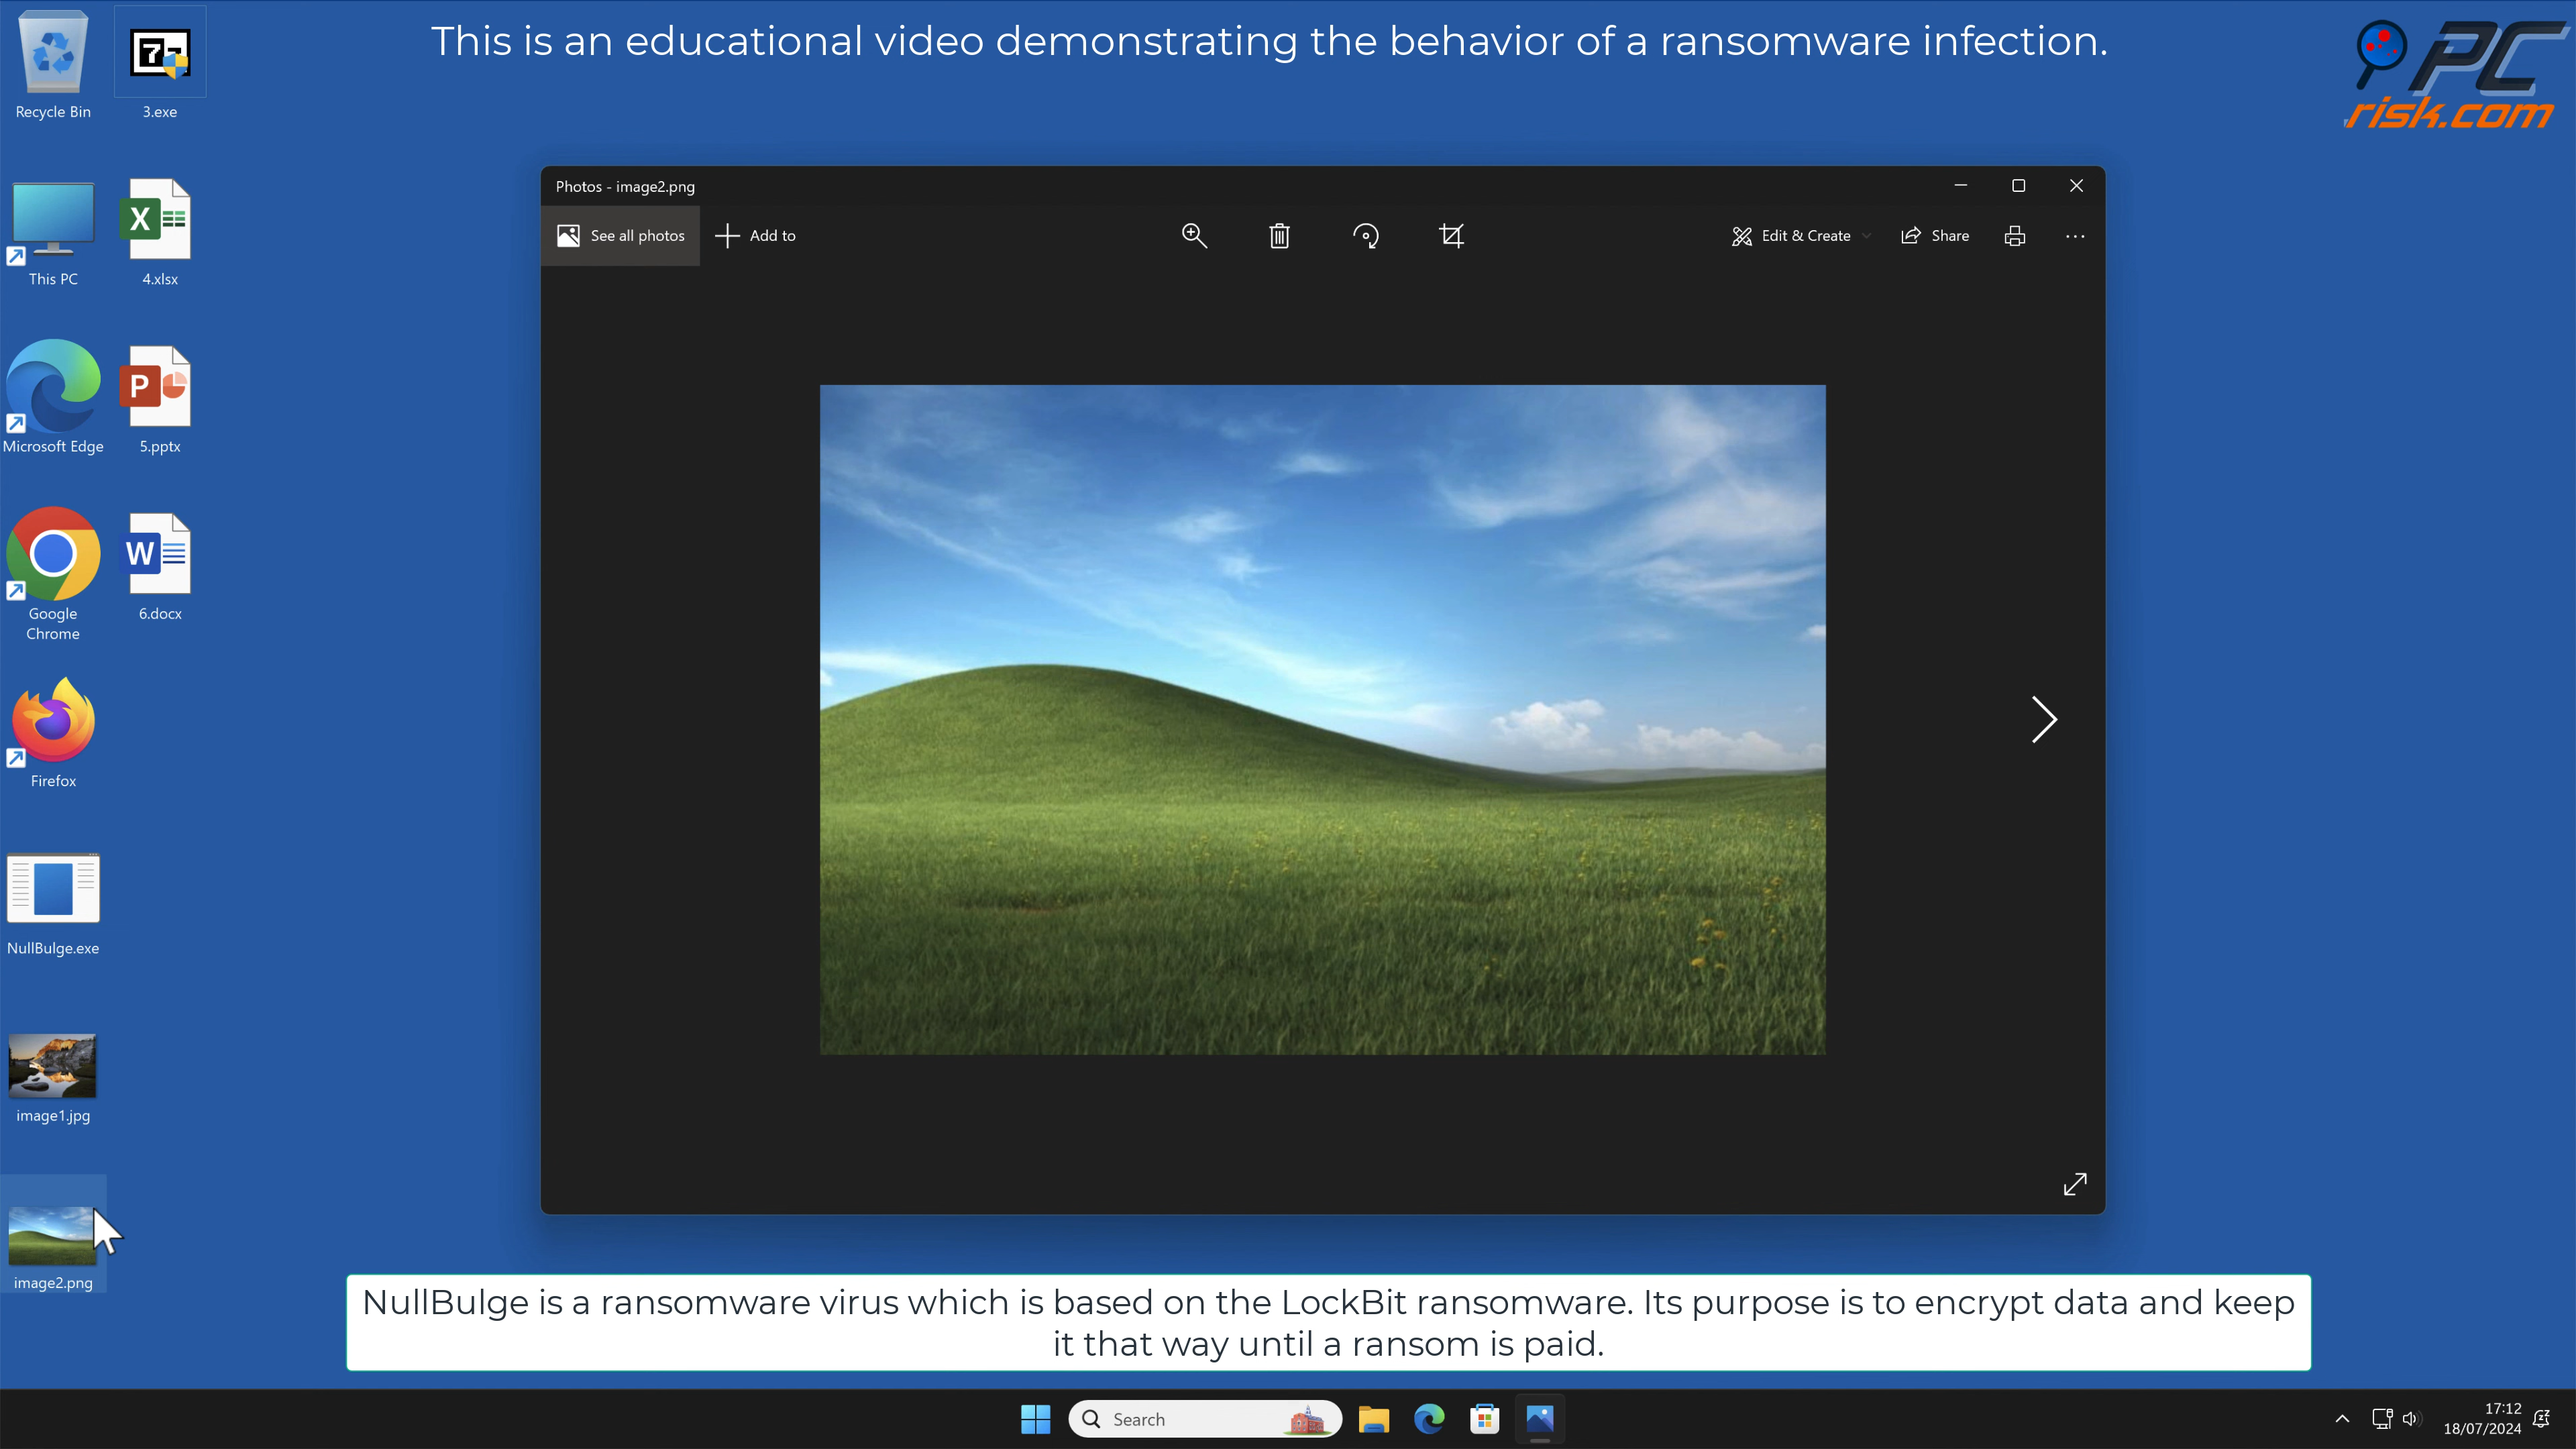 This is an educational video demonstrating the behavior of a ransomware infection.
PC
risk.com
Recycle Bin
3.exe
This PC
X
4.xlsx
Microsoft Edge
P
5.pptx
Google
Chrome
W
6.docx
Firefox
NullBulge.exe
image1.jpg
image2.png
Photos - image2.png
See all photos
Add to
Edit & Create
Share
NullBulge is a ransomware virus which is based on the LockBit ransomware. Its purpose is to encrypt data and keep
it that way until a ransom is paid.
Search
17:12
18/07/2024